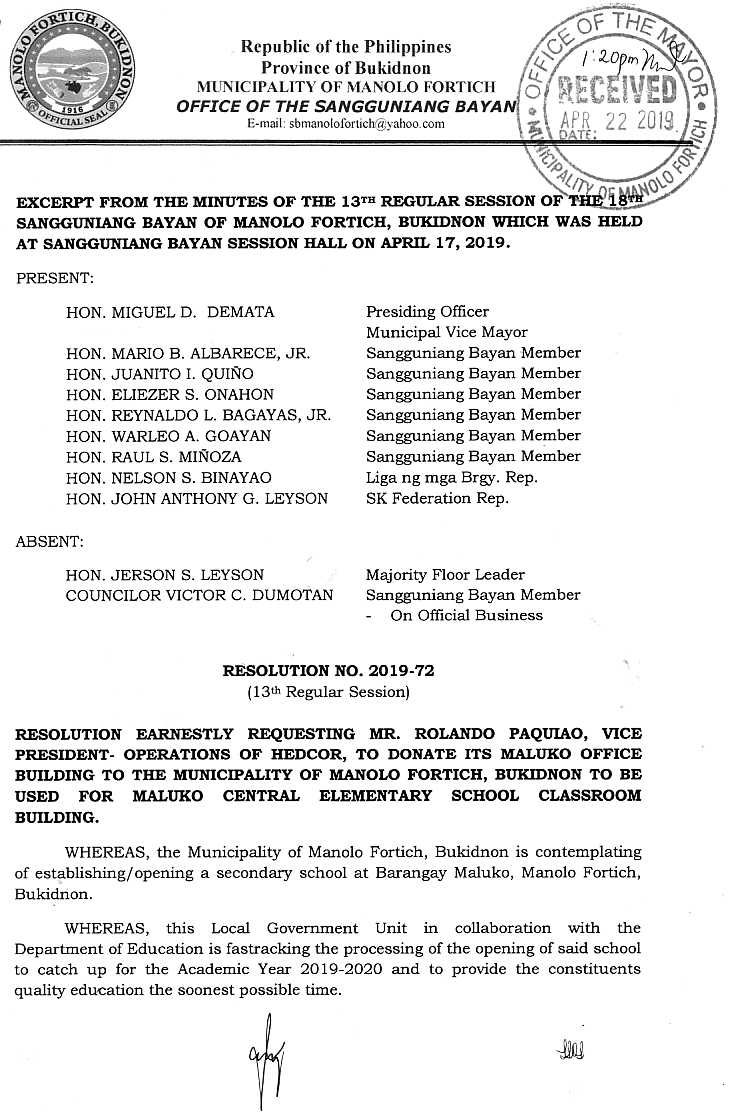 MANOLO FORTICH, BUKIDNON
1916
OFFICIAL SEAL
Republic of the Philippines
Province of Bukidnon
MUNICIPALITY OF MANOLO FORTICH
OFFICE OF THE SANGGUNIANG BAYAN
E-mail: sbmanolofortich@yahoo.com
OFFICE OF THE MAYOR
1:20pm
RECEIVED
APR 22 2019
DATE:
MUNICIPALITY OF MANOLO FORTICH
EXCERPT FROM THE MINUTES OF THE 13TH REGULAR SESSION OF THE 18TH
SANGGUNIANG BAYAN OF MANOLO FORTICH, BUKIDNON WHICH WAS HELD
AT SANGGUNIANG BAYAN SESSION HALL ON APRIL 17, 2019.
PRESENT:
HON. MIGUEL D. DEMATA Presiding Officer
Municipal Vice Mayor
HON. MARIO B. ALBARECE, JR. Sangguniang Bayan Member
HON. JUANITO I. QUIÑO Sangguniang Bayan Member
HON. ELIEZER S. ONAHON Sangguniang Bayan Member
HON. REYNALDO L. BAGAYAS, JR. Sangguniang Bayan Member
HON. WARLEO A. GOAYAN Sangguniang Bayan Member
HON. RAUL S. MIÑOZA Sangguniang Bayan Member
HON. NELSON S. BINAYAO Liga ng mga Brgy. Rep.
HON. JOHN ANTHONY G. LEYSON SK Federation Rep.
ABSENT:
HON. JERSON S. LEYSON Majority Floor Leader
COUNCILOR VICTOR C. DUMOTAN Sangguniang Bayan Member
- On Official Business
RESOLUTION NO. 2019-72
(13th Regular Session)
RESOLUTION EARNESTLY REQUESTING MR. ROLANDO PAQUIAO, VICE
PRESIDENT- OPERATIONS OF HEDCOR, TO DONATE ITS MALUKO OFFICE
BUILDING TO THE MUNICIPALITY OF MANOLO FORTICH, BUKIDNON TO BE
USED FOR MALUKO CENTRAL ELEMENTARY SCHOOL CLASSROOM
BUILDING.
WHEREAS, the Municipality of Manolo Fortich, Bukidnon is contemplating
of establishing/opening a secondary school at Barangay Maluko, Manolo Fortich,
Bukidnon.
WHEREAS, this Local Government Unit in collaboration with the
Department of Education is fastracking the processing of the opening of said school
to catch up for the Academic Year 2019-2020 and to provide the constituents
quality education the soonest possible time.